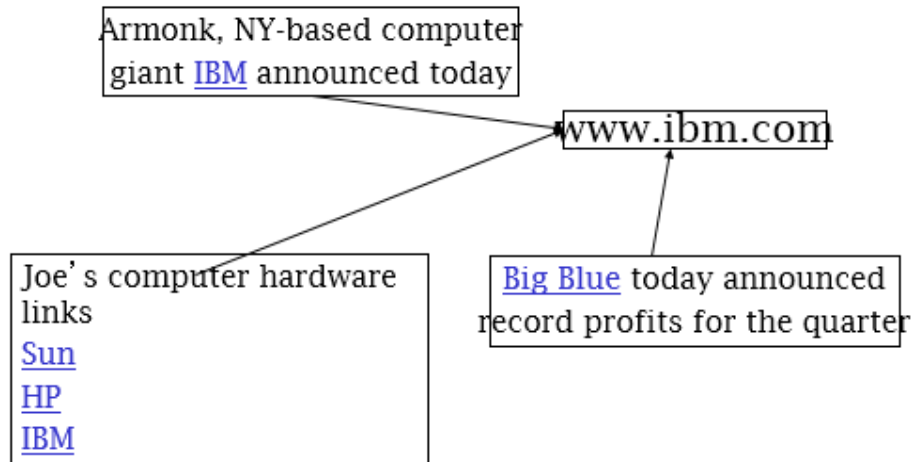 Armonk, NY-based computer
giant IBM announced today
www.ibm.com
Joe’s computer hardware
links
Sun
HP
IBM
Big Blue today announced
record profits for the quarter